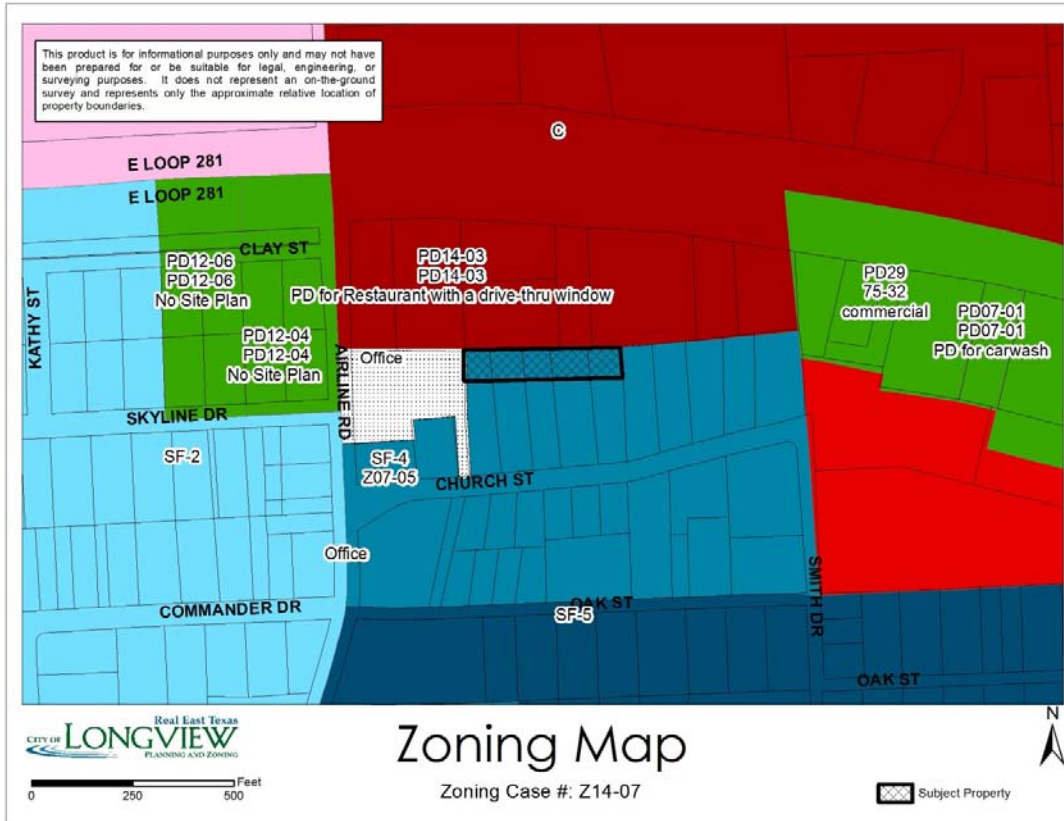 This product is for informational purposes only and may not have
been prepared for or be suitable for legal, engineering, or
surveying purposes. It does not represent an on-the-ground
survey and represents only the approximate relative location of
property boundaries.
C
E LOOP 281
E LOOP 281
CLAY ST
PD12-06
PD12-06
No Site Plan
PD14-03
PD14-03
PD for Restaurant with a drive-thru window
PD29
75-32
commercial
PD07-01
PD07-01
PD for carwash
KATHY ST
PD12-04
PD12-04
No Site Plan
AIRLINE RD
Office
SKYLINE DR
SF-2
SF-4
Z07-05
CHURCH ST
Office
SMITH DR
COMMANDER DR
OAK ST
SF-5
OAK ST
Real East Texas
CITY OF LONGVIEW
PLANNING AND ZONING
0 250 500 Feet
Zoning Map
Zoning Case #: Z14-07
N
Subject Property